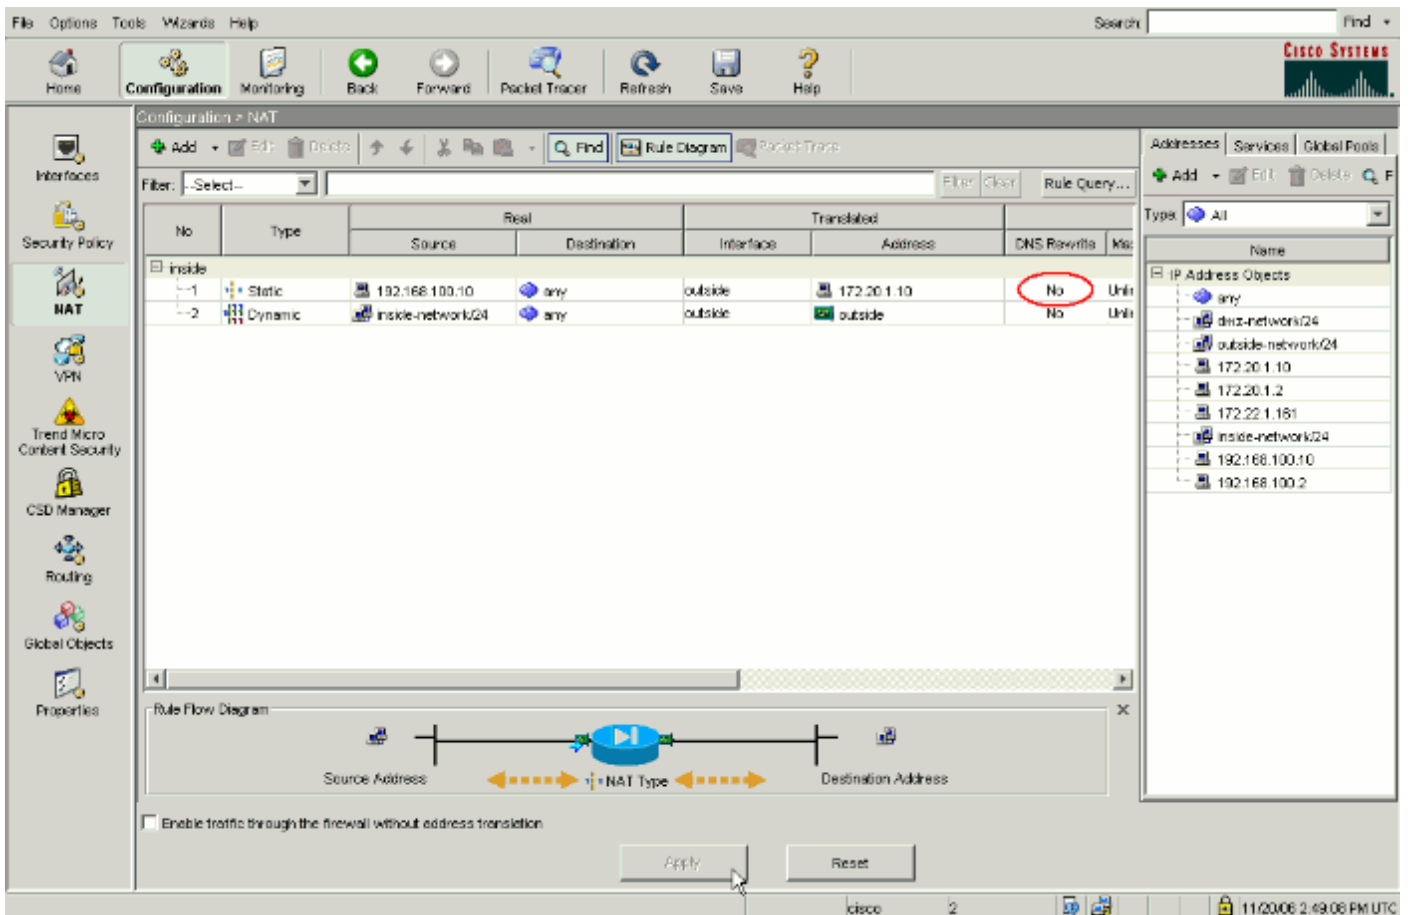 File Options Tools Wizards Help Search: Find
Home Configuration Monitoring Back Forward Packet Tracer Refresh Save Help
CISCO SYSTEMS
Configuration > NAT
Add Edit Delete Find Rule Diagram Packet Trace
Filter: --Select-- Filter Clear Rule Query...
No Type Real Translated
Source Destination Interface Address DNS Rewrite
inside
1 Static 192.168.100.10 any outside 172.20.1.10 No Unli
2 Dynamic inside-network/24 any outside outside No Unli
Interfaces
Security Policy
NAT
VPN
Trend Micro
Content Security
CSD Manager
Routing
Global Objects
Properties
Addresses Services Global Pools
Add Edit Delete F
Type: All
Name
IP Address Objects
any
dmz-network/24
outside-network/24
172.20.1.10
172.20.1.2
172.22.1.161
inside-network/24
192.168.100.10
192.168.100.2
Rule Flow Diagram
Source Address NAT Type Destination Address
Enable traffic through the firewall without address translation
Apply Reset
cisco 2 11/20/06 2:49:08 PM UTC